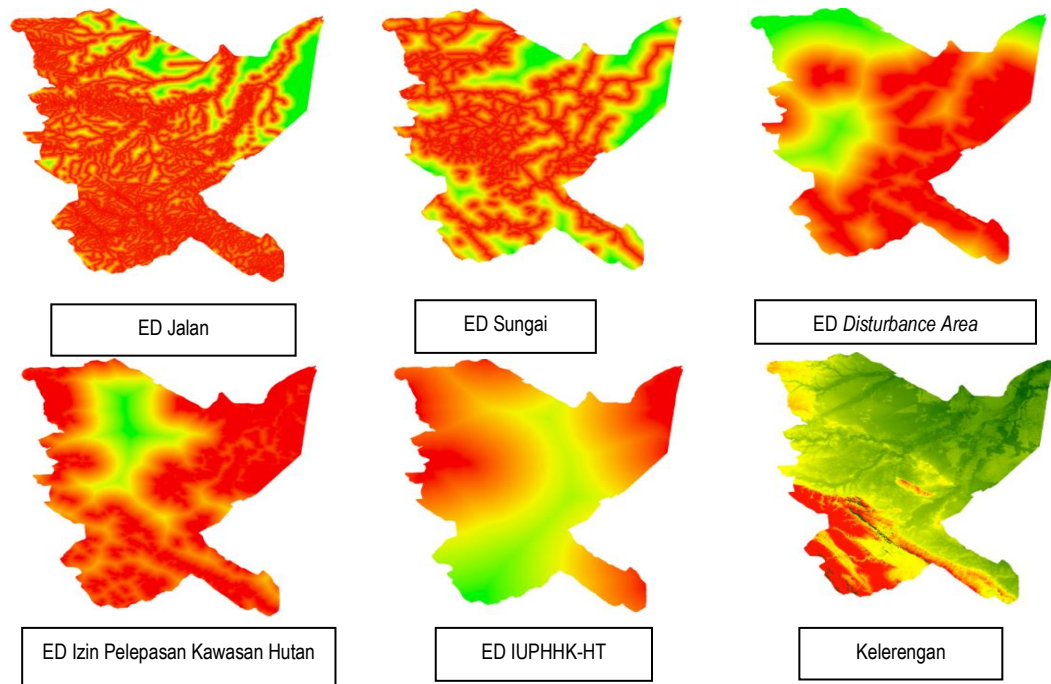 ED Jalan
ED Sungai
ED Disturbance Area
ED Izin Pelepasan Kawasan Hutan
ED IUPHHK-HT
Kelerengan